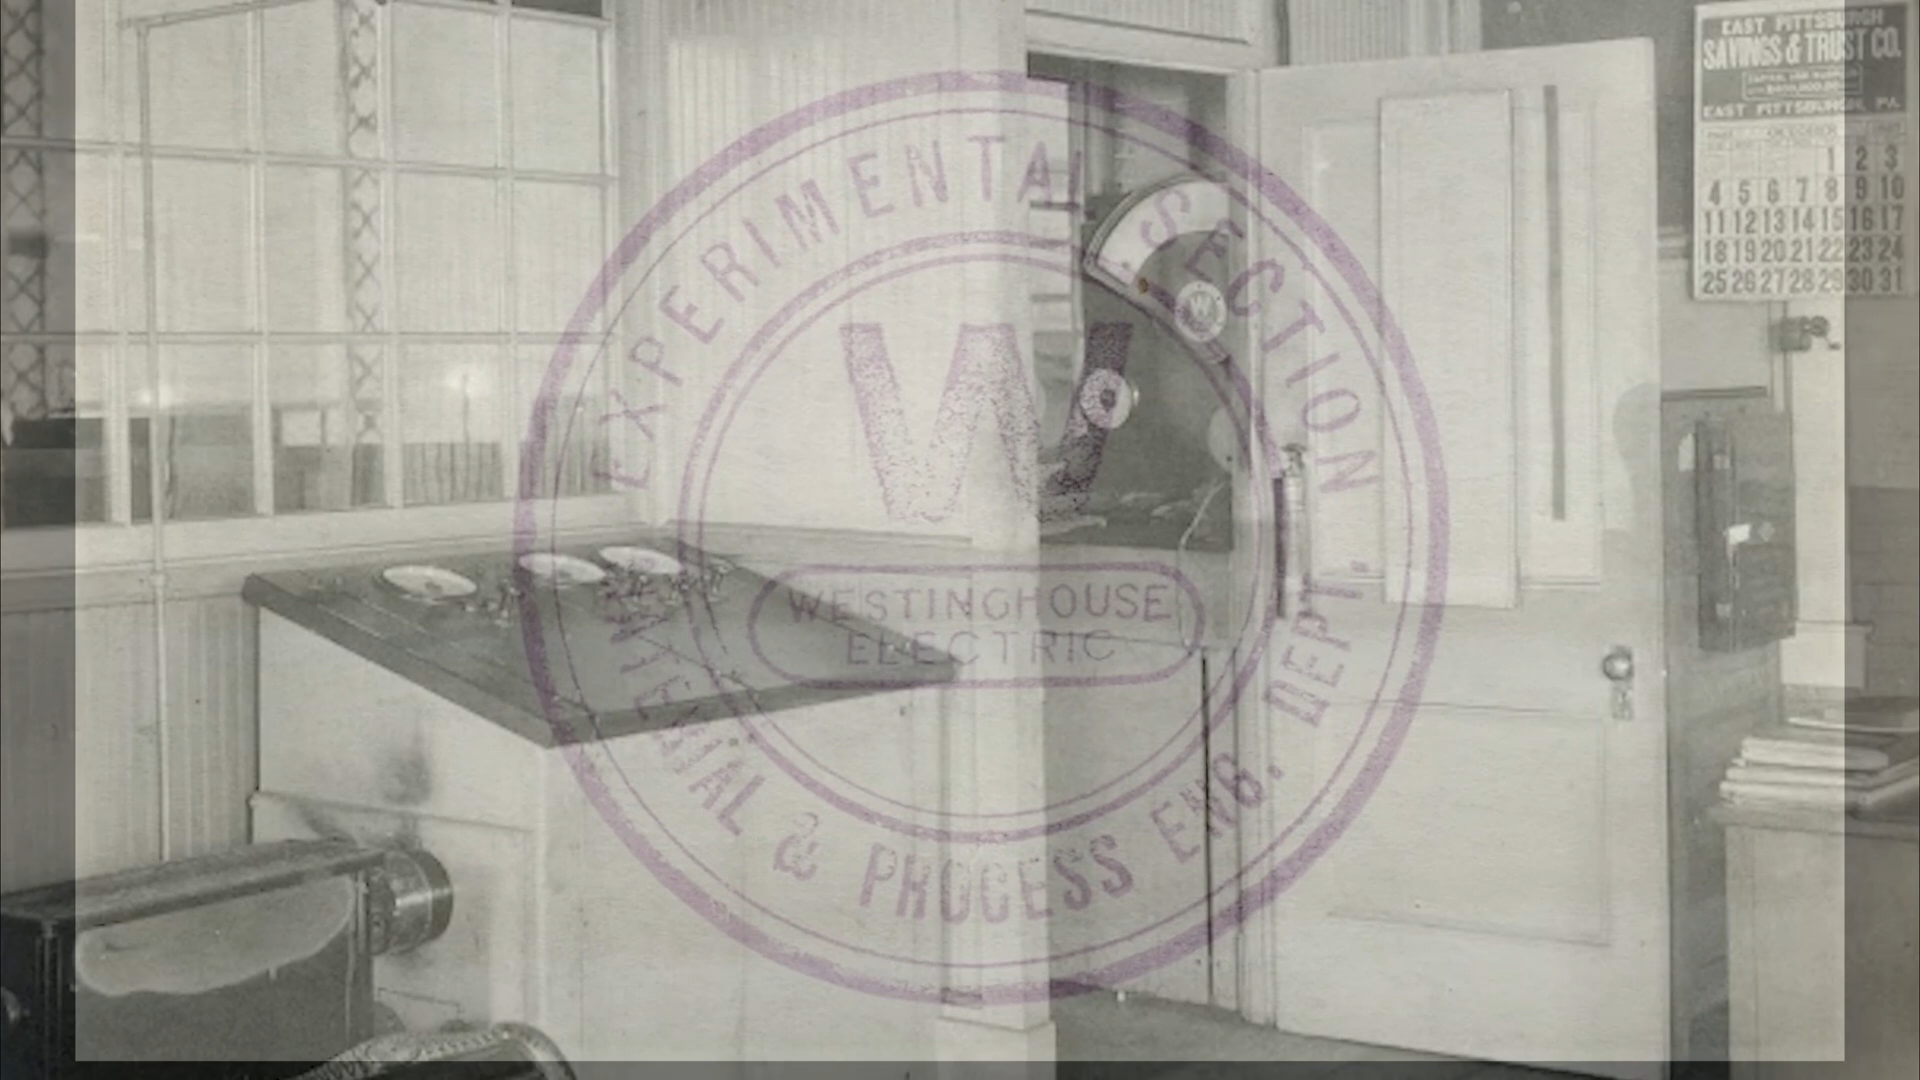 EXPERIMENTAL SECTION
W
WESTINGHOUSE
ELECTRIC
MATERIAL & PROCESS ENG. DEPT.
EAST PITTSBURGH
SAVINGS & TRUST CO.
EAST PITTSBURGH, PA.
OCTOBER
1 2 3
4 5 6 7 8 9 10
11 12 13 14 15 16 17
18 19 20 21 22 23 24
25 26 27 28 29 30 31